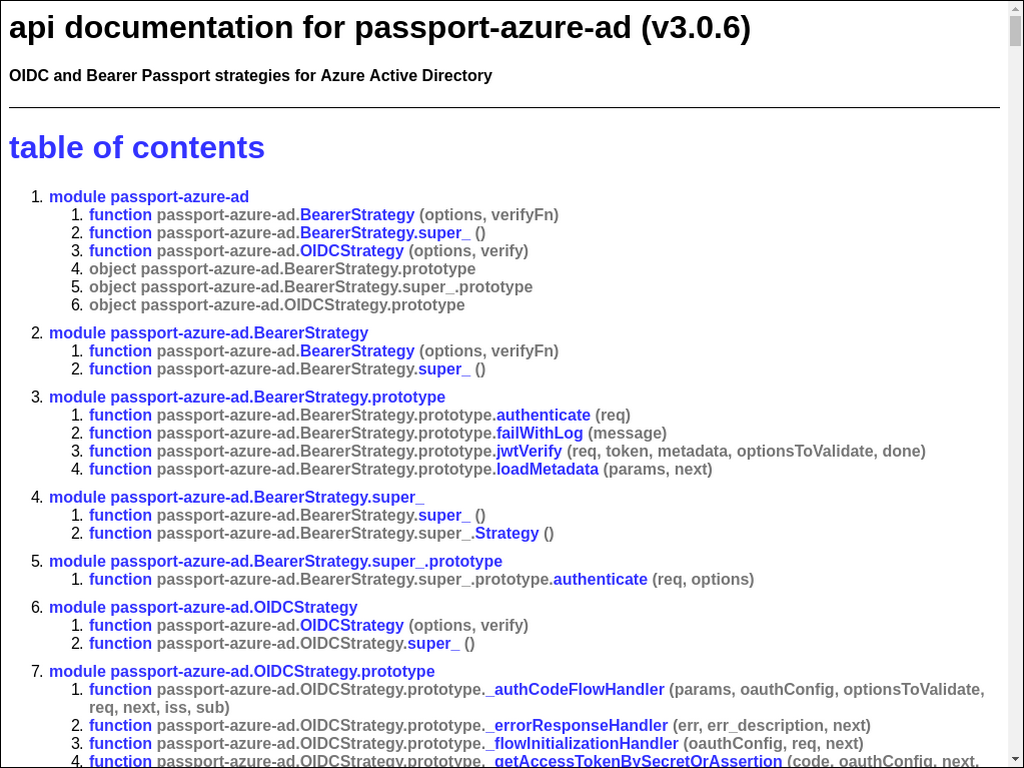 api documentation for passport-azure-ad (v3.0.6)
OIDC and Bearer Passport strategies for Azure Active Directory
table of contents
1. module passport-azure-ad
1. function passport-azure-ad.BearerStrategy (options, verifyFn)
2. function passport-azure-ad.BearerStrategy.super_ ()
3. function passport-azure-ad.OIDCStrategy (options, verify)
4. object passport-azure-ad.BearerStrategy.prototype
5. object passport-azure-ad.BearerStrategy.super_.prototype
6. object passport-azure-ad.OIDCStrategy.prototype
2. module passport-azure-ad.BearerStrategy
1. function passport-azure-ad.BearerStrategy (options, verifyFn)
2. function passport-azure-ad.BearerStrategy.super_ ()
3. module passport-azure-ad.BearerStrategy.prototype
1. function passport-azure-ad.BearerStrategy.prototype.authenticate (req)
2. function passport-azure-ad.BearerStrategy.prototype.failWithLog (message)
3. function passport-azure-ad.BearerStrategy.prototype.jwtVerify (req, token, metadata, optionsToValidate, done)
4. function passport-azure-ad.BearerStrategy.prototype.loadMetadata (params, next)
4. module passport-azure-ad.BearerStrategy.super_
1. function passport-azure-ad.BearerStrategy.super_ ()
2. function passport-azure-ad.BearerStrategy.super_.Strategy ()
5. module passport-azure-ad.BearerStrategy.super_.prototype
1. function passport-azure-ad.BearerStrategy.super_.prototype.authenticate (req, options)
6. module passport-azure-ad.OIDCStrategy
1. function passport-azure-ad.OIDCStrategy (options, verify)
2. function passport-azure-ad.OIDCStrategy.super_ ()
7. module passport-azure-ad.OIDCStrategy.prototype
1. function passport-azure-ad.OIDCStrategy.prototype._authCodeFlowHandler (params, oauthConfig, optionsToValidate,
req, next, iss, sub)
2. function passport-azure-ad.OIDCStrategy.prototype._errorResponseHandler (err, err_description, next)
3. function passport-azure-ad.OIDCStrategy.prototype._flowInitializationHandler (oauthConfig, req, next)
4. function passport-azure-ad.OIDCStrategy.prototype._getAccessTokenBySecretOrAssertion (code, oauthConfig, next,